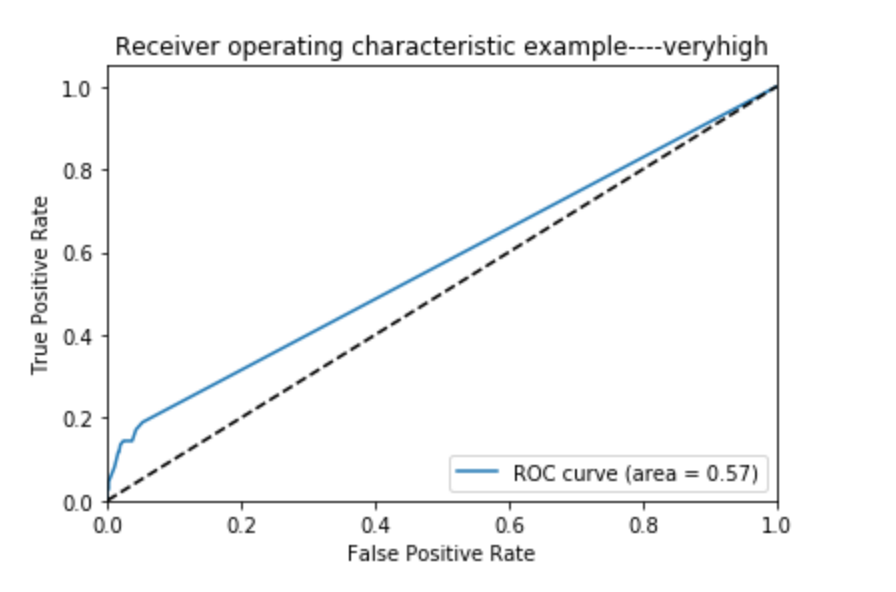 Receiver operating characteristic example----veryhigh
1.0
0.8
0.6
0.4
0.2
0.0
True Positive Rate
ROC curve (area = 0.57)
0.0 0.2 0.4 0.6 0.8 1.0
False Positive Rate